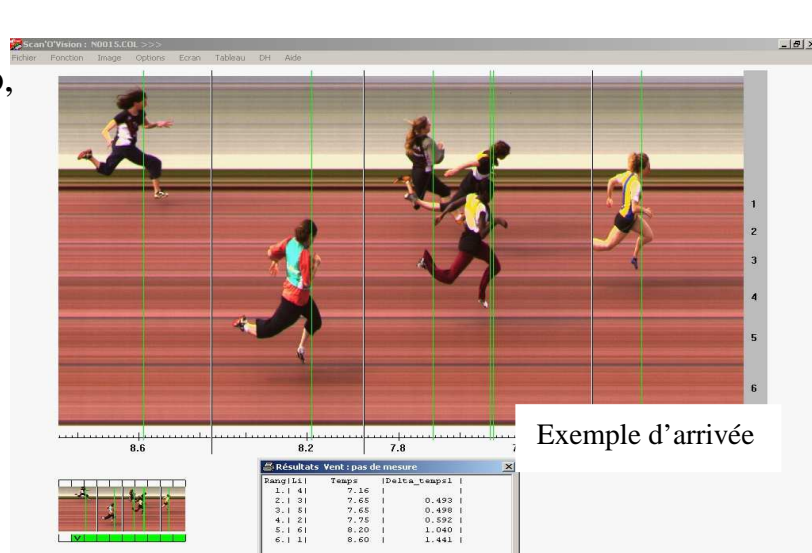 Scan'O'Vision : N0015.COL >>>
Fichier Fonction Image Options Ecran Tableau DH Aide
1
2
3
4
5
6
8.6 8.2 7.8
Exemple d'arrivée
Résultats Vent : pas de mesure
Rang|Li| Temps |Delta_temps1 |
1.| 4| 7.16 | |
2.| 3| 7.65 | 0.493 |
3.| 5| 7.65 | 0.498 |
4.| 2| 7.75 | 0.592 |
5.| 6| 8.20 | 1.040 |
6.| 1| 8.60 | 1.441 |
V